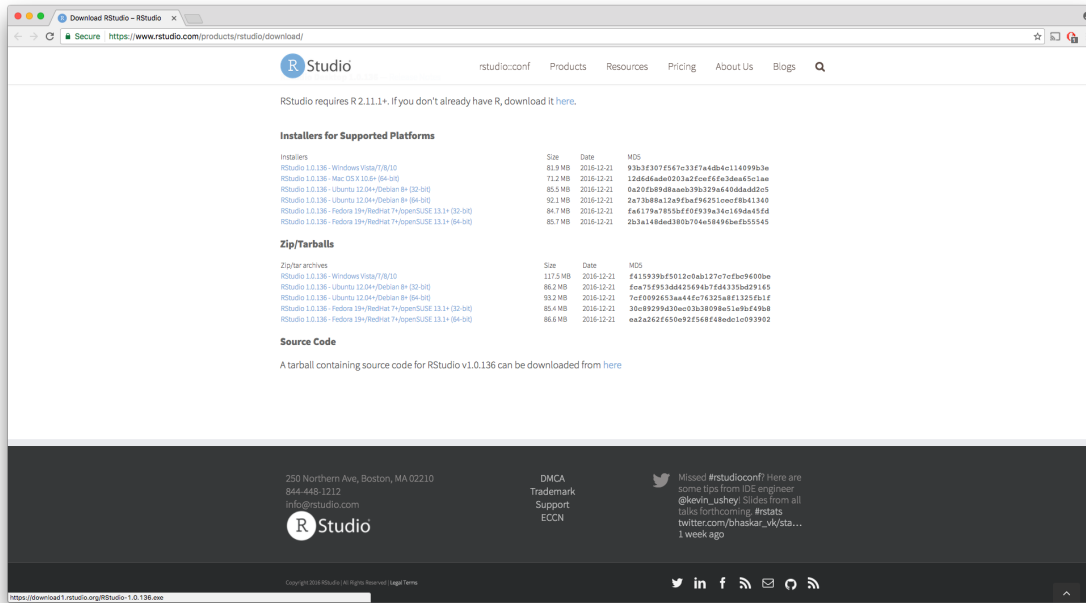 Download RStudio – RStudio
Secure https://www.rstudio.com/products/rstudio/download/
R Studio
rstudio::conf Products Resources Pricing About Us Blogs
RStudio requires R 2.11.1+. If you don't already have R, download it here.
Installers for Supported Platforms
Installers Size Date MD5
RStudio 1.0.136 - Windows Vista/7/8/10 81.9 MB 2016-12-21 93b3f307f567c33f7a4db4c114099b3e
RStudio 1.0.136 - Mac OS X 10.6+ (64-bit) 71.2 MB 2016-12-21 12d6d6ade0203a2fcef6fe3dea65c1ae
RStudio 1.0.136 - Ubuntu 12.04+/Debian 8+ (32-bit) 85.5 MB 2016-12-21 0a20fb89d8aaeb39b329a640ddadd2c5
RStudio 1.0.136 - Ubuntu 12.04+/Debian 8+ (64-bit) 92.1 MB 2016-12-21 2a73b88a12a9fbaf96251cecf8b41340
RStudio 1.0.136 - Fedora 19+/RedHat 7+/openSUSE 13.1+ (32-bit) 84.7 MB 2016-12-21 fa6179a7855bff0f939a34c169da45fd
RStudio 1.0.136 - Fedora 19+/RedHat 7+/openSUSE 13.1+ (64-bit) 85.7 MB 2016-12-21 2b3a148ded380b704e58496befb55545
Zip/Tarballs
Zip/tar archives Size Date MD5
RStudio 1.0.136 - Windows Vista/7/8/10 117.5 MB 2016-12-21 f415939bf5012c0ab127c7cfbc9600be
RStudio 1.0.136 - Ubuntu 12.04+/Debian 8+ (32-bit) 86.2 MB 2016-12-21 fca75f953dd425694b7fd4335bd29165
RStudio 1.0.136 - Ubuntu 12.04+/Debian 8+ (64-bit) 93.2 MB 2016-12-21 7cf0092653aa44fc76325a8f1325fb1f
RStudio 1.0.136 - Fedora 19+/RedHat 7+/openSUSE 13.1+ (32-bit) 85.4 MB 2016-12-21 30c89299d30ec03b38098e51e9bf49b8
RStudio 1.0.136 - Fedora 19+/RedHat 7+/openSUSE 13.1+ (64-bit) 86.6 MB 2016-12-21 ea2a262f650e92f568f48edc1c093902
Source Code
A tarball containing source code for RStudio v1.0.136 can be downloaded from here
250 Northern Ave, Boston, MA 02210
844-448-1212
info@rstudio.com
R Studio
DMCA
Trademark
Support
ECCN
Missed #rstudioconf? Here are
some tips from IDE engineer
@kevin_ushey! Slides from all
talks forthcoming. #rstats
twitter.com/bhaskar_vk/sta…
1 week ago
Copyright 2016 RStudio | All Rights Reserved | Legal Terms
https://download1.rstudio.org/RStudio-1.0.136.exe